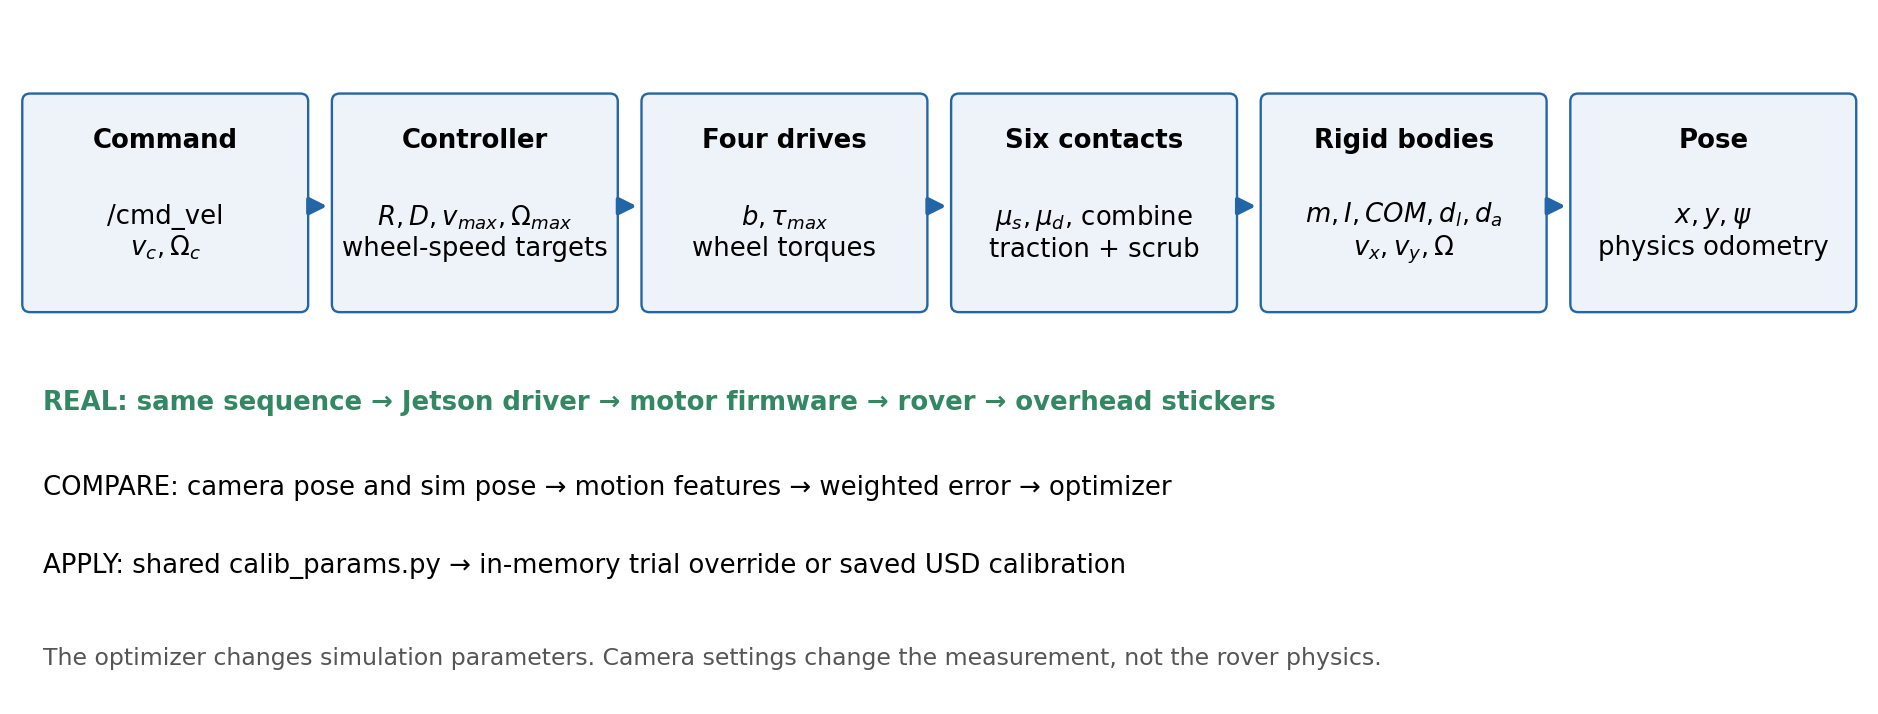 Command
/cmd_vel
v_c, Ω_c
Controller
R, D, v_max, Ω_max
wheel-speed targets
Four drives
b, τ_max
wheel torques
Six contacts
μ_s, μ_d, combine
traction + scrub
Rigid bodies
m, I, COM, d_l, d_a
v_x, v_y, Ω
Pose
x, y, ψ
physics odometry
REAL: same sequence → Jetson driver → motor firmware → rover → overhead stickers
COMPARE: camera pose and sim pose → motion features → weighted error → optimizer
APPLY: shared calib_params.py → in-memory trial override or saved USD calibration
The optimizer changes simulation parameters. Camera settings change the measurement, not the rover physics.